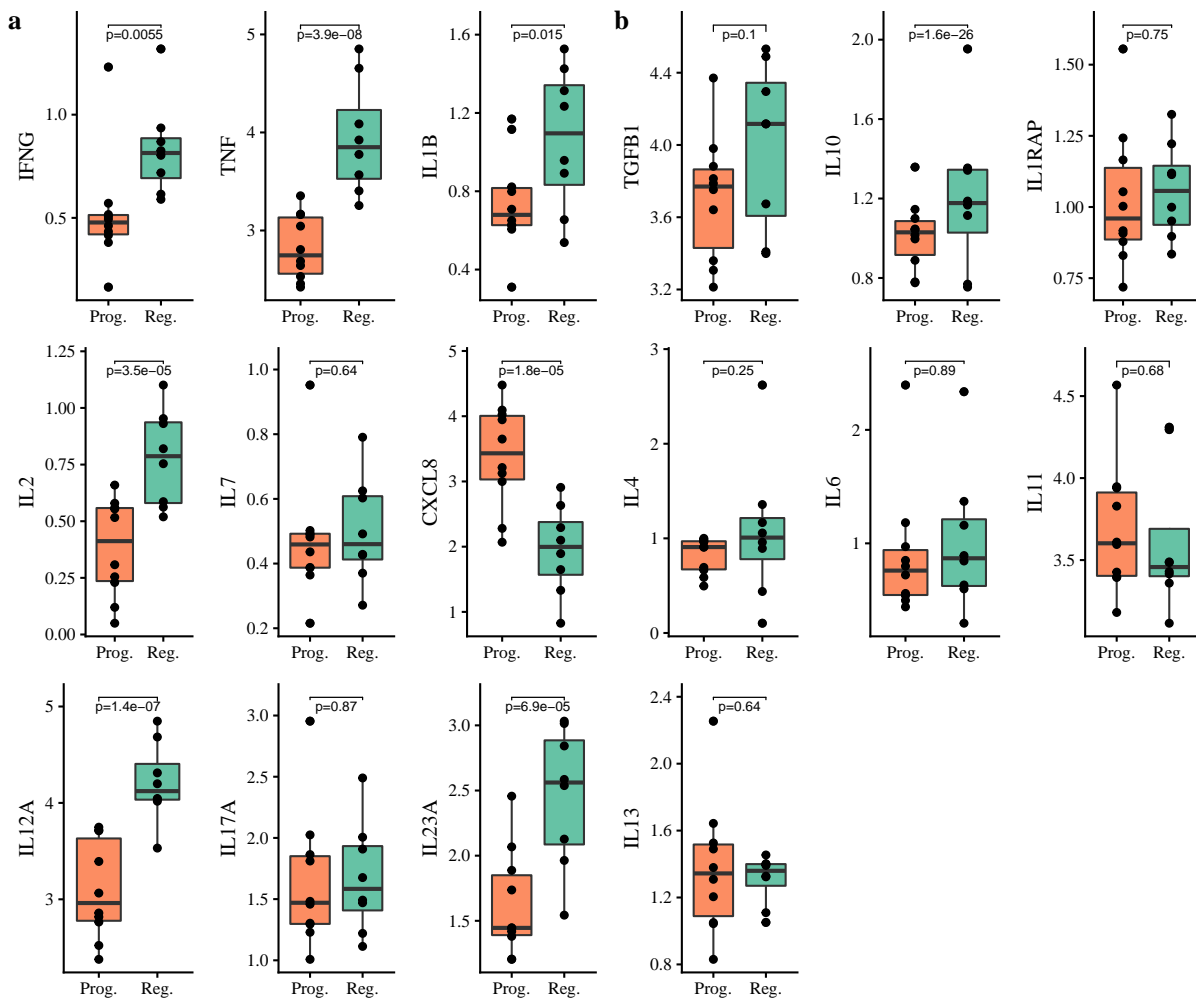 a
IFNG
1.0
0.5
p=0.0055
Prog. Reg.
TNF
5
4
3
p=3.9e-08
Prog. Reg.
IL1B
1.6
1.2
0.8
0.4
p=0.015
Prog. Reg.
IL2
1.25
1.00
0.75
0.50
0.25
0.00
p=3.5e-05
Prog. Reg.
IL7
1.0
0.8
0.6
0.4
0.2
p=0.64
Prog. Reg.
CXCL8
5
4
3
2
1
p=1.8e-05
Prog. Reg.
IL12A
5
4
3
p=1.4e-07
Prog. Reg.
IL17A
3.0
2.5
2.0
1.5
1.0
p=0.87
Prog. Reg.
IL23A
3.0
2.5
2.0
1.5
p=6.9e-05
Prog. Reg.
b
TGFB1
4.4
4.0
3.6
3.2
p=0.1
Prog. Reg.
IL10
2.0
1.6
1.2
0.8
p=1.6e-26
Prog. Reg.
IL1RAP
1.50
1.25
1.00
0.75
p=0.75
Prog. Reg.
IL4
4
3
2
1
0
p=0.25
Prog. Reg.
IL6
2
1
p=0.89
Prog. Reg.
IL11
4.5
4.0
3.5
p=0.68
Prog. Reg.
IL13
2.4
2.0
1.6
1.2
0.8
p=0.64
Prog. Reg.